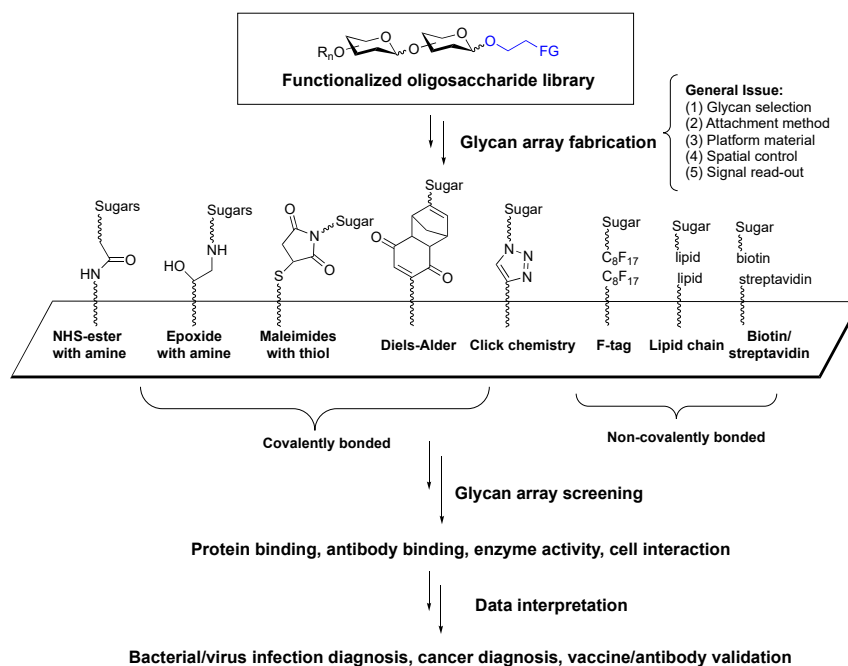 O
O
O
O
O
FG
RnO
Functionalized oligosaccharide library
General Issue:
(1) Glycan selection
(2) Attachment method
(3) Platform material
(4) Spatial control
(5) Signal read-out
Glycan array fabrication
Sugars
HN
O
NHS-ester
with amine
Sugars
NH
HO
Epoxide
with amine
O
N
Sugar
O
S
Maleimides
with thiol
Sugar
O
O
Diels-Alder
Sugar
N
N
N
Click chemistry
Sugar
C8F17
C8F17
F-tag
Sugar
lipid
lipid
Lipid chain
Sugar
biotin
streptavidin
Biotin/
streptavidin
Covalently bonded
Non-covalently bonded
Glycan array screening
Protein binding, antibody binding, enzyme activity, cell interaction
Data interpretation
Bacterial/virus infection diagnosis, cancer diagnosis, vaccine/antibody validation